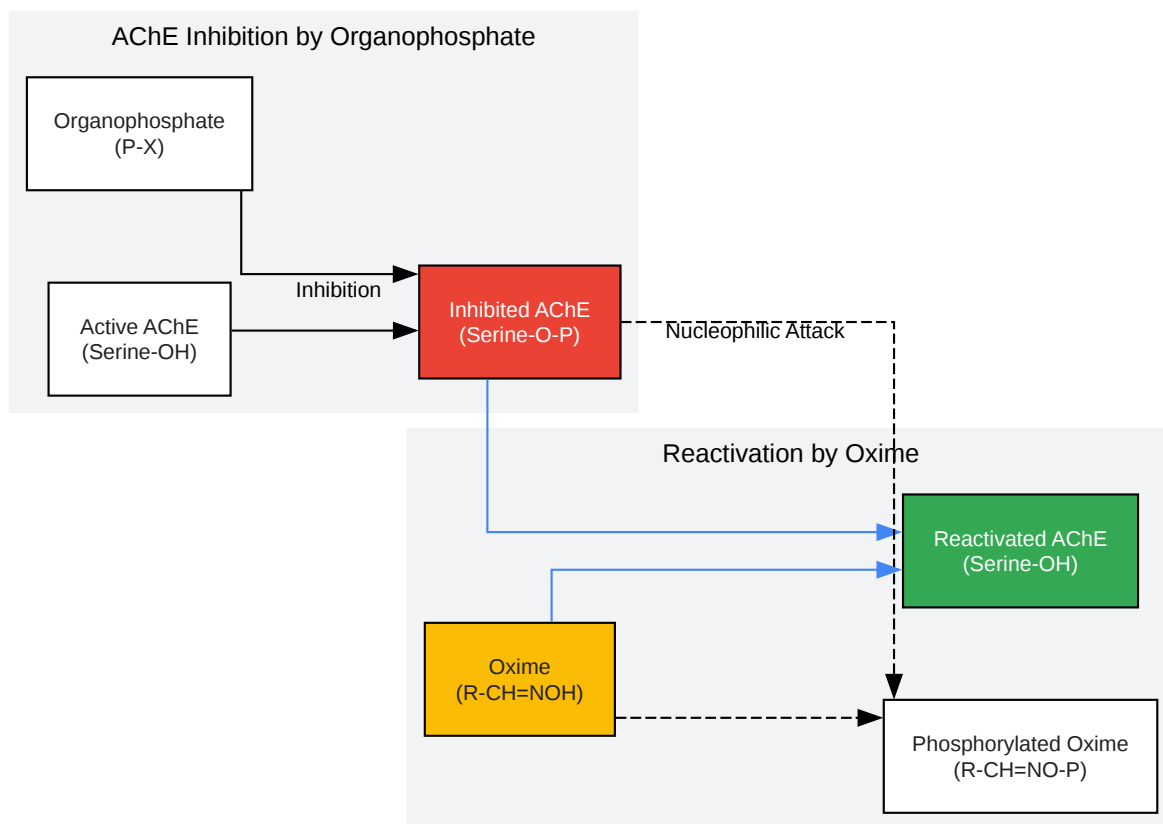 AChE Inhibition by Organophosphate
Organophosphate
(P-X)
Inhibition
Active AChE
(Serine-OH)
Inhibited AChE
(Serine-O-P)
Nucleophilic Attack
Reactivation by Oxime
Reactivated AChE
(Serine-OH)
Oxime
(R-CH=NOH)
Phosphorylated Oxime
(R-CH=NO-P)